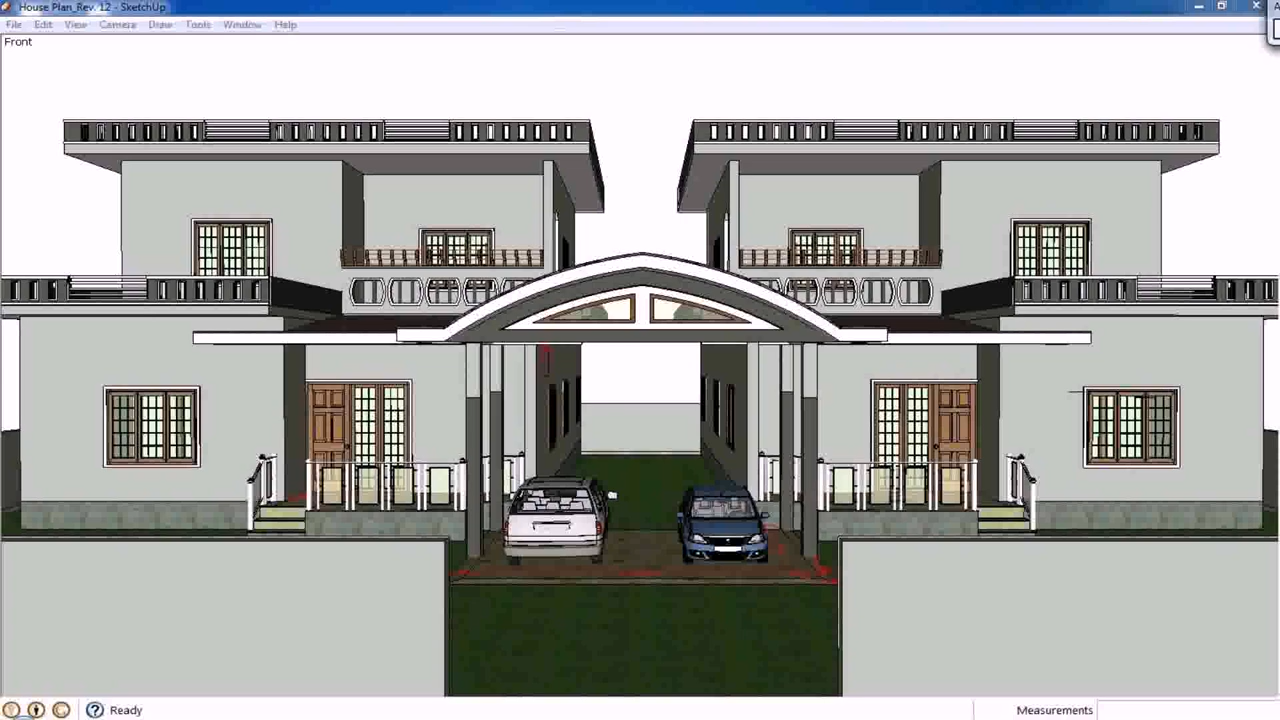 House Plan_Rev. 12 - SketchUp
File Edit View Camera Draw Tools Window Help
Front
Ready
Measurements